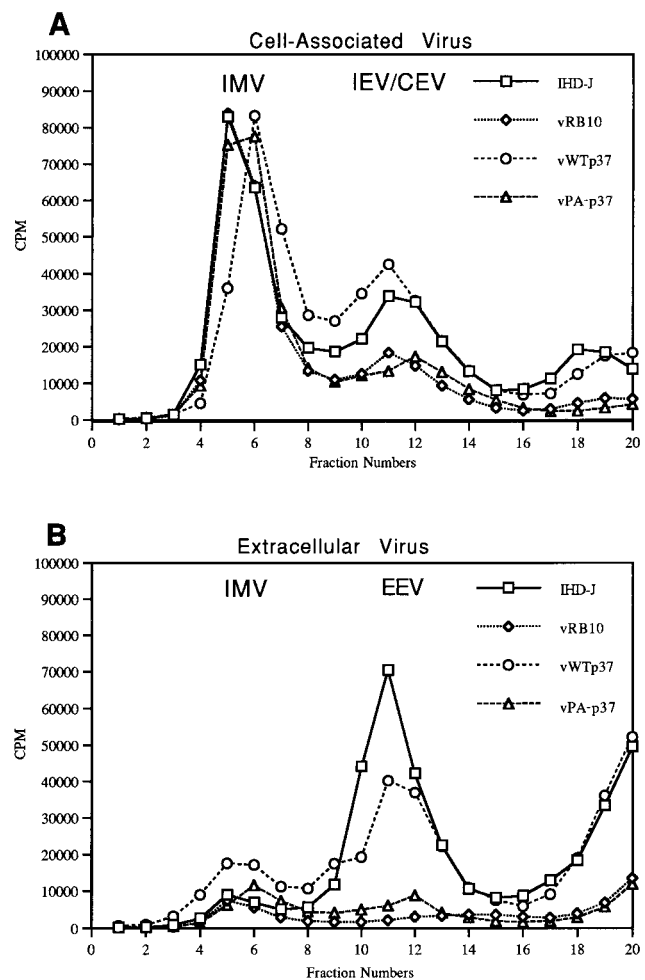 A
Cell-Associated Virus
100000
90000
80000
70000
60000
50000
40000
30000
20000
10000
0
CPM
IMV
IEV/CEV
IHD-J
vRB10
vWTp37
vPA-p37
0 2 4 6 8 10 12 14 16 18 20
Fraction Numbers
B
Extracellular Virus
100000
90000
80000
70000
60000
50000
40000
30000
20000
10000
0
CPM
IMV
EEV
IHD-J
vRB10
vWTp37
vPA-p37
0 2 4 6 8 10 12 14 16 18 20
Fraction Numbers